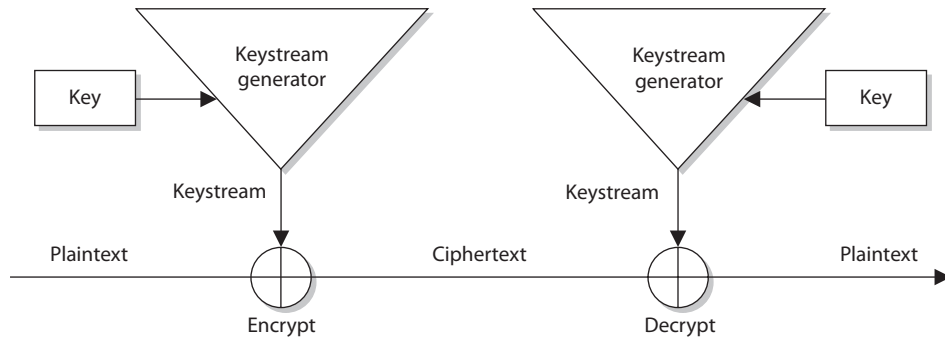 Keystream
generator
Keystream
generator
Key
Key
Keystream
Keystream
Plaintext
Ciphertext
Plaintext
Encrypt
Decrypt